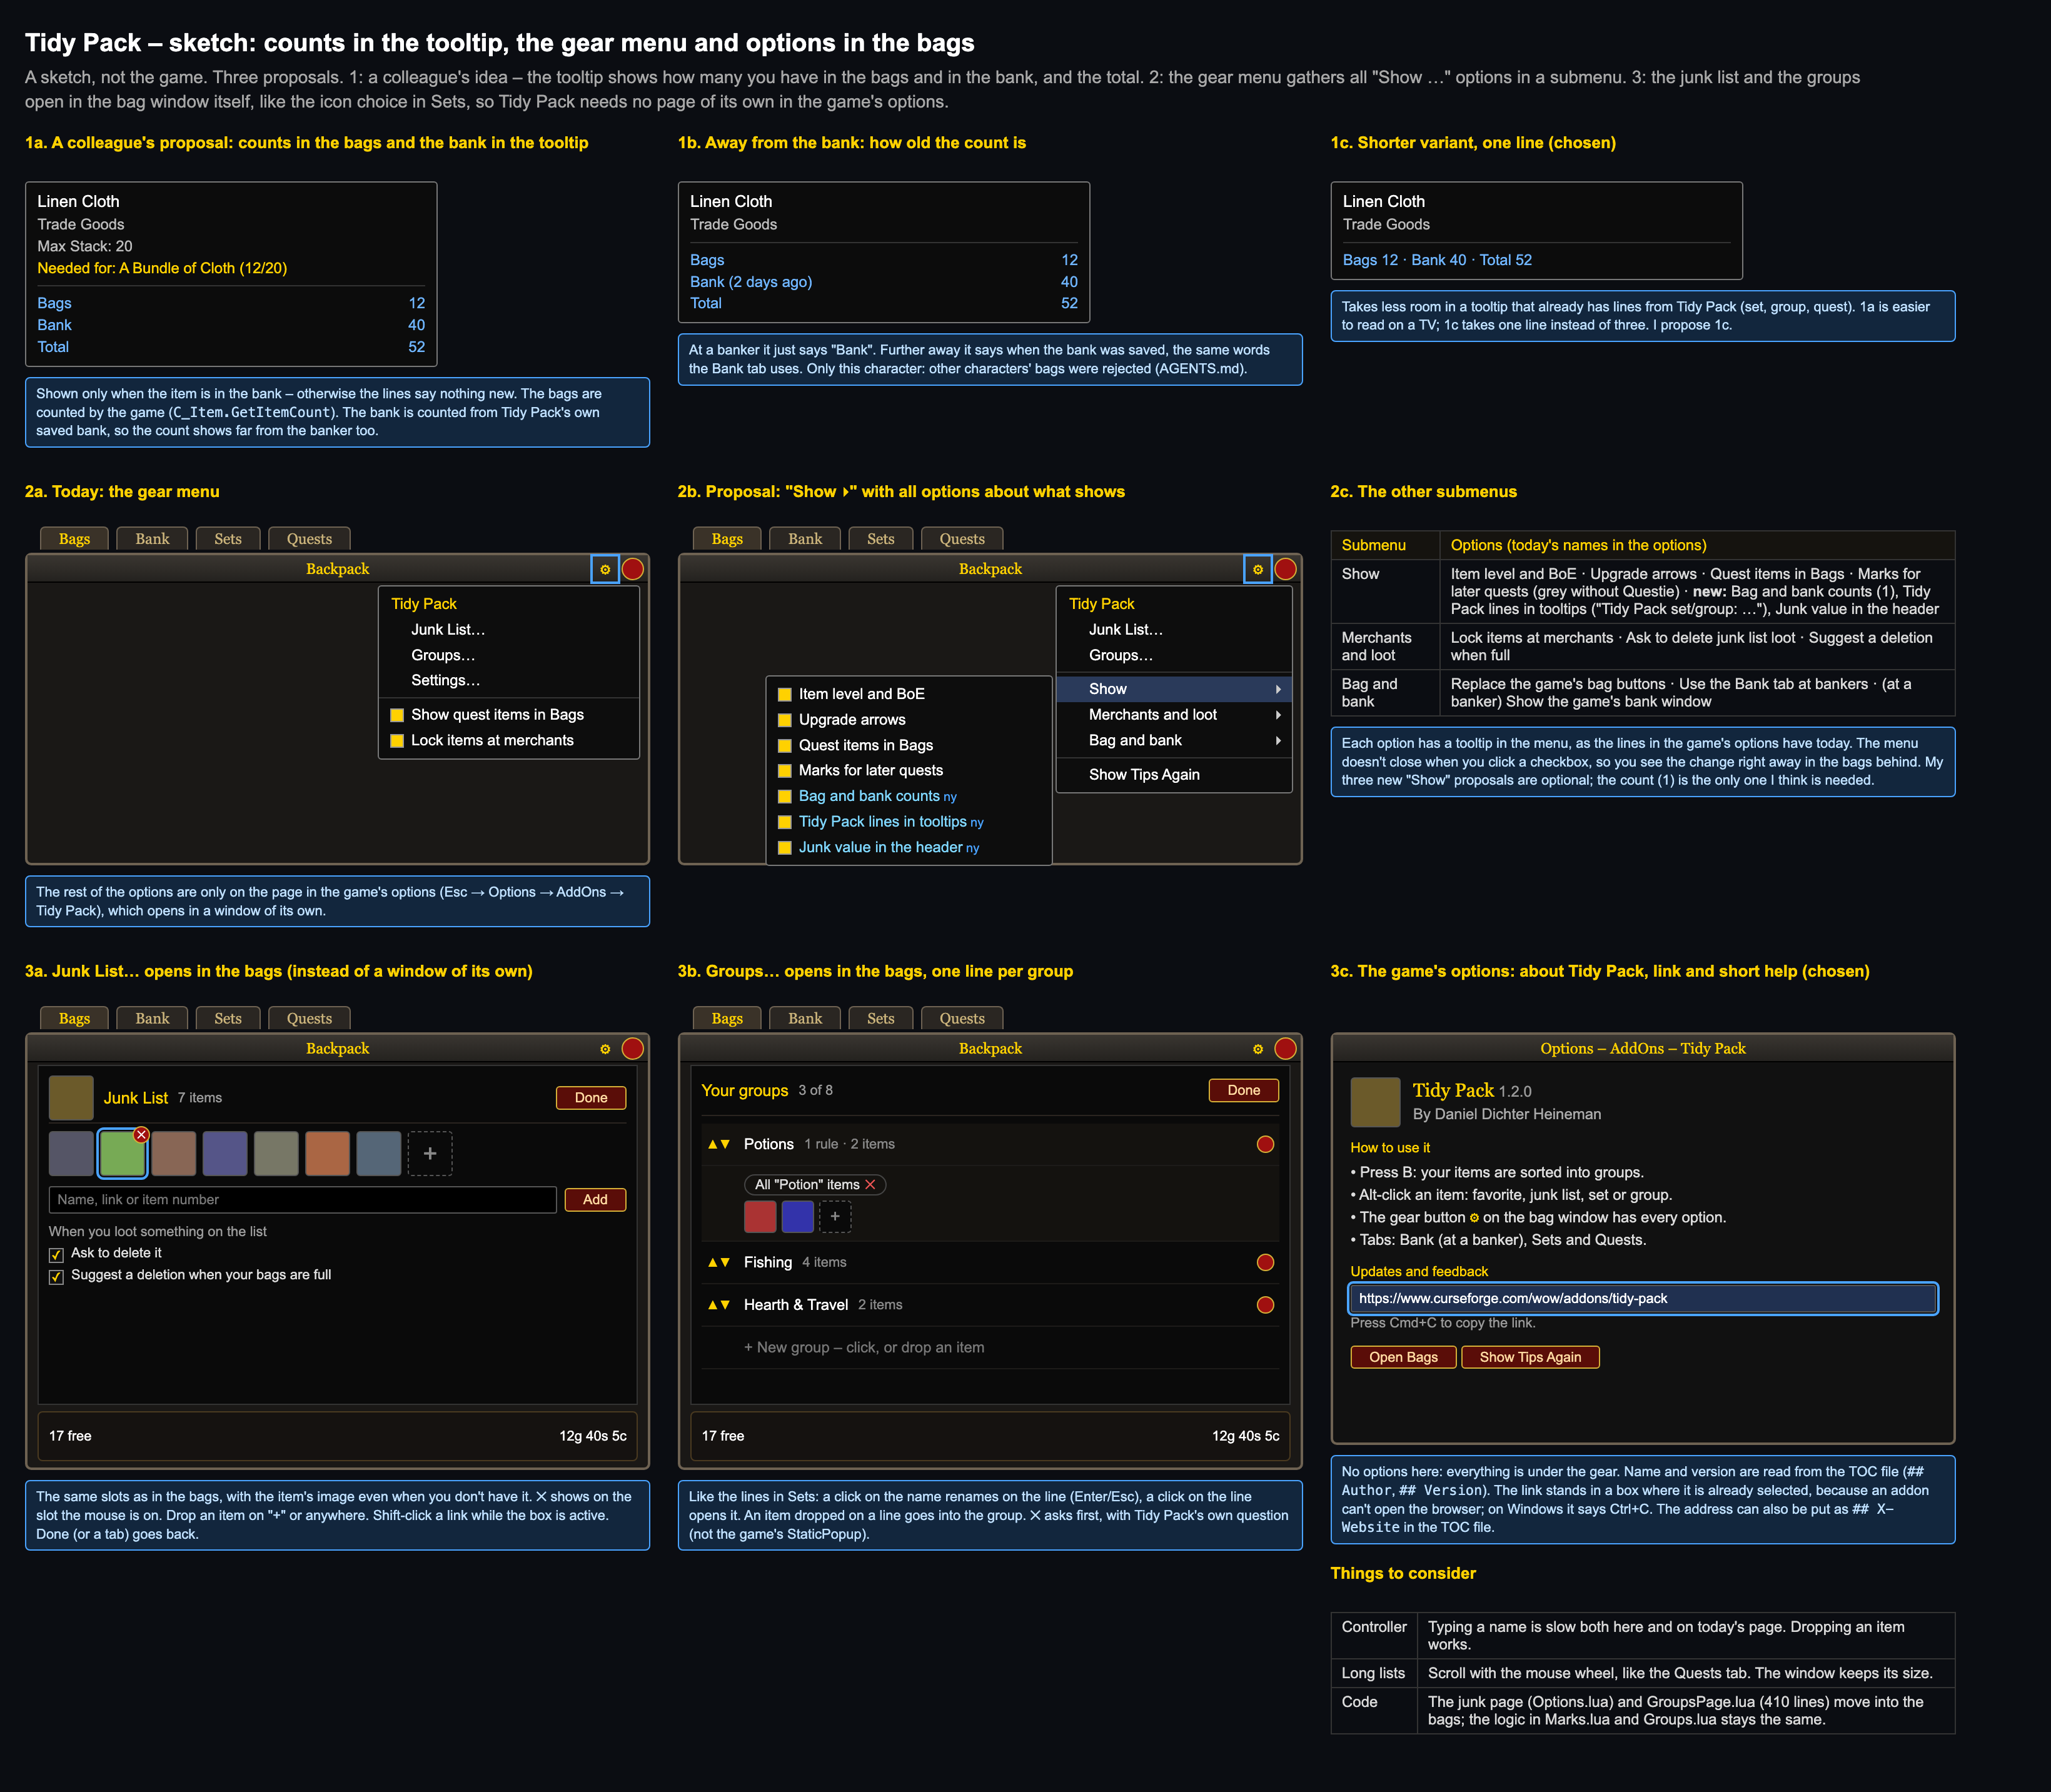 Tidy Pack – sketch: counts in the tooltip, the gear menu and options in the bags
A sketch, not the game. Three proposals. 1: a colleague's idea – the tooltip shows how many you have in the bags and in the bank, and the total. 2: the gear menu gathers all "Show ..." options in a submenu. 3: the junk list and the groups
open in the bag window itself, like the icon choice in Sets, so Tidy Pack needs no page of its own in the game's options.
1a. A colleague's proposal: counts in the bags and the bank in the tooltip
Linen Cloth
Trade Goods
Max Stack: 20
Needed for: A Bundle of Cloth (12/20)
Bags 12
Bank 40
Total 52
Shown only when the item is in the bank – otherwise the lines say nothing new. The bags are
counted by the game (C_Item.GetItemCount). The bank is counted from Tidy Pack's own
saved bank, so the count shows far from the banker too.
1b. Away from the bank: how old the count is
Linen Cloth
Trade Goods
Bags 12
Bank (2 days ago) 40
Total 52
At a banker it just says "Bank". Further away it says when the bank was saved, the same words
the Bank tab uses. Only this character: other characters' bags were rejected (AGENTS.md).
1c. Shorter variant, one line (chosen)
Linen Cloth
Trade Goods
Bags 12 · Bank 40 · Total 52
Takes less room in a tooltip that already has lines from Tidy Pack (set, group, quest). 1a is easier
to read on a TV; 1c takes one line instead of three. I propose 1c.
2a. Today: the gear menu
Bags Bank Sets Quests
Backpack
Tidy Pack
Junk List...
Groups...
Settings...
Show quest items in Bags
Lock items at merchants
The rest of the options are only on the page in the game's options (Esc → Options → AddOns →
Tidy Pack), which opens in a window of its own.
2b. Proposal: "Show ▸" with all options about what shows
Bags Bank Sets Quests
Backpack
Tidy Pack
Junk List...
Groups...
Show
Merchants and loot
Bag and bank
Show Tips Again
Item level and BoE
Upgrade arrows
Quest items in Bags
Marks for later quests
Bag and bank counts ny
Tidy Pack lines in tooltips ny
Junk value in the header ny
2c. The other submenus
Submenu Options (today's names in the options)
Show Item level and BoE · Upgrade arrows · Quest items in Bags · Marks for
later quests (grey without Questie) · new: Bag and bank counts (1), Tidy
Pack lines in tooltips ("Tidy Pack set/group: ..."), Junk value in the header
Merchants and loot Lock items at merchants · Ask to delete junk list loot · Suggest a deletion
when full
Bag and bank Replace the game's bag buttons · Use the Bank tab at bankers · (at a
banker) Show the game's bank window
Each option has a tooltip in the menu, as the lines in the game's options have today. The menu
doesn't close when you click a checkbox, so you see the change right away in the bags behind. My
three new "Show" proposals are optional; the count (1) is the only one I think is needed.
3a. Junk List... opens in the bags (instead of a window of its own)
Bags Bank Sets Quests
Backpack
Junk List 7 items Done
+
Name, link or item number Add
When you loot something on the list
Ask to delete it
Suggest a deletion when your bags are full
17 free 12g 40s 5c
The same slots as in the bags, with the item's image even when you don't have it. ✕ shows on the
slot the mouse is on. Drop an item on "+" or anywhere. Shift-click a link while the box is active.
Done (or a tab) goes back.
3b. Groups... opens in the bags, one line per group
Bags Bank Sets Quests
Backpack
Your groups 3 of 8 Done
▲▼ Potions 1 rule · 2 items
All "Potion" items ✕
+
▲▼ Fishing 4 items
▲▼ Hearth & Travel 2 items
+ New group – click, or drop an item
17 free 12g 40s 5c
Like the lines in Sets: a click on the name renames on the line (Enter/Esc), a click on the line
opens it. An item dropped on a line goes into the group. ✕ asks first, with Tidy Pack's own question
(not the game's StaticPopup).
3c. The game's options: about Tidy Pack, link and short help (chosen)
Options – AddOns – Tidy Pack
Tidy Pack 1.2.0
By Daniel Dichter Heineman
How to use it
• Press B: your items are sorted into groups.
• Alt-click an item: favorite, junk list, set or group.
• The gear button ⚙ on the bag window has every option.
• Tabs: Bank (at a banker), Sets and Quests.
Updates and feedback
https://www.curseforge.com/wow/addons/tidy-pack
Press Cmd+C to copy the link.
Open Bags Show Tips Again
No options here: everything is under the gear. Name and version are read from the TOC file (##
Author, ## Version). The link stands in a box where it is already selected, because an addon
can't open the browser; on Windows it says Ctrl+C. The address can also be put as ## X-
Website in the TOC file.
Things to consider
Controller Typing a name is slow both here and on today's page. Dropping an item
works.
Long lists Scroll with the mouse wheel, like the Quests tab. The window keeps its size.
Code The junk page (Options.lua) and GroupsPage.lua (410 lines) move into the
bags; the logic in Marks.lua and Groups.lua stays the same.